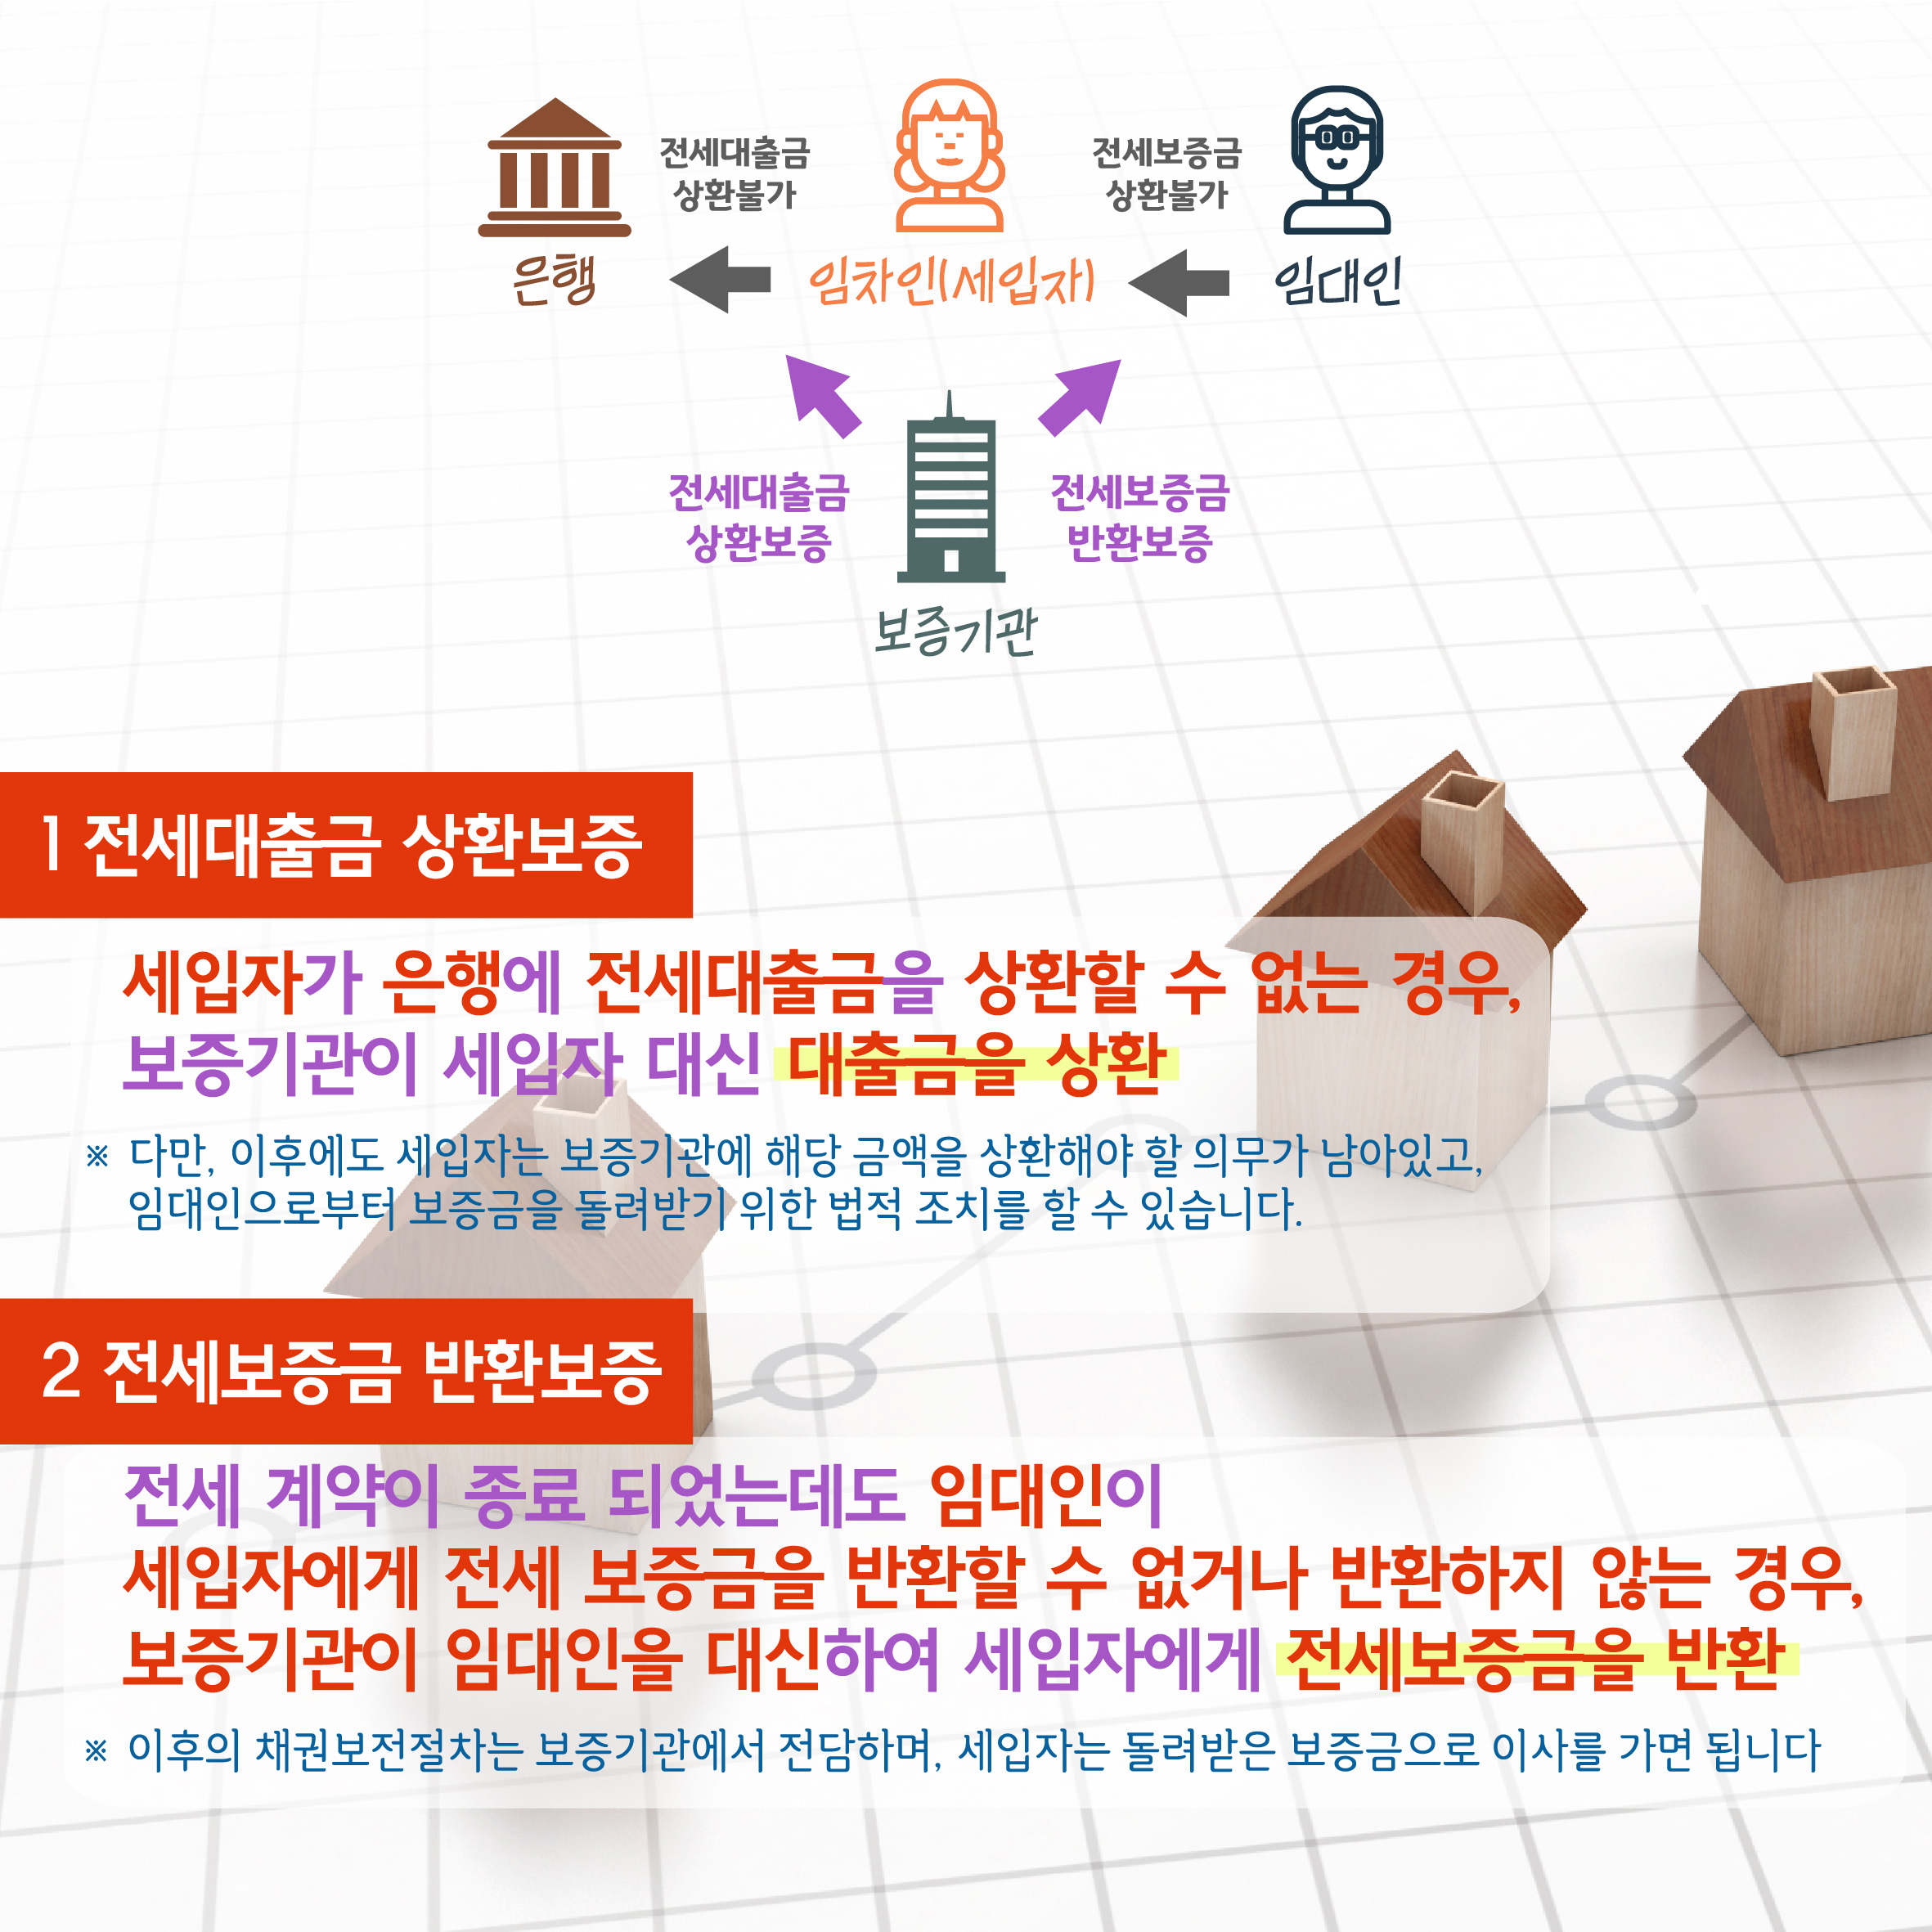 전세대출금
상환불가
전세보증금
상환불가
은행
임차인(세입자)
임대인
전세대출금
상환보증
전세보증금
반환보증
보증기관
1 전세대출금 상환보증
세입자가 은행에 전세대출금을 상환할 수 없는 경우,
보증기관이 세입자 대신 대출금을 상환
※ 다만, 이후에도 세입자는 보증기관에 해당 금액을 상환해야 할 의무가 남아있고,
임대인으로부터 보증금을 돌려받기 위한 법적 조치를 할 수 있습니다.
2 전세보증금 반환보증
전세 계약이 종료 되었는데도 임대인이
세입자에게 전세 보증금을 반환할 수 없거나 반환하지 않는 경우,
보증기관이 임대인을 대신하여 세입자에게 전세보증금을 반환
※ 이후의 채권보전절차는 보증기관에서 전담하며, 세입자는 돌려받은 보증금으로 이사를 가면 됩니다